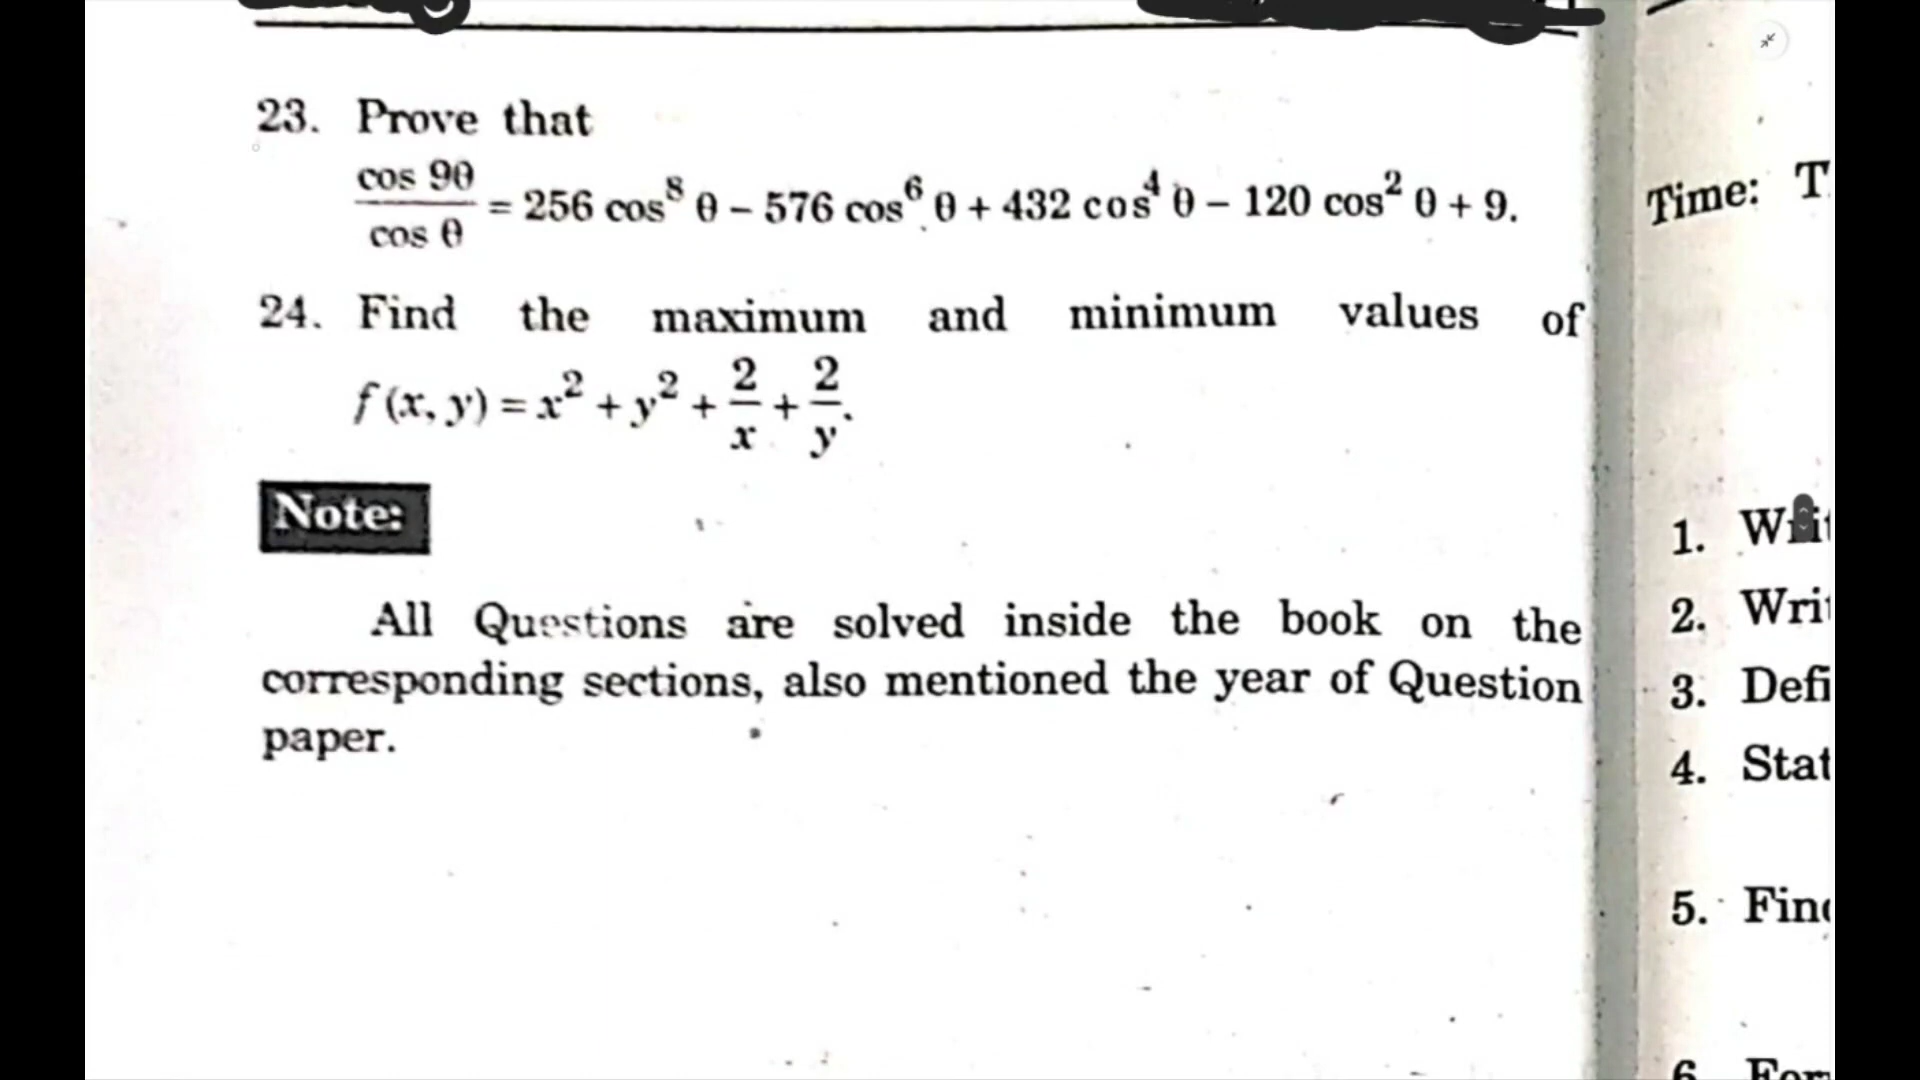 23. Prove that
cos 9θ / cos θ = 256 cos⁸ θ – 576 cos⁶ θ + 432 cos⁴ θ – 120 cos² θ + 9.
24. Find the maximum and minimum values of
f (x, y) = x² + y² + 2/x + 2/y.
Note:
All Questions are solved inside the book on the
corresponding sections, also mentioned the year of Question
paper.
Time: T
1.
2. Wri
3. Defi
4. Stat
5. Fin
6. For